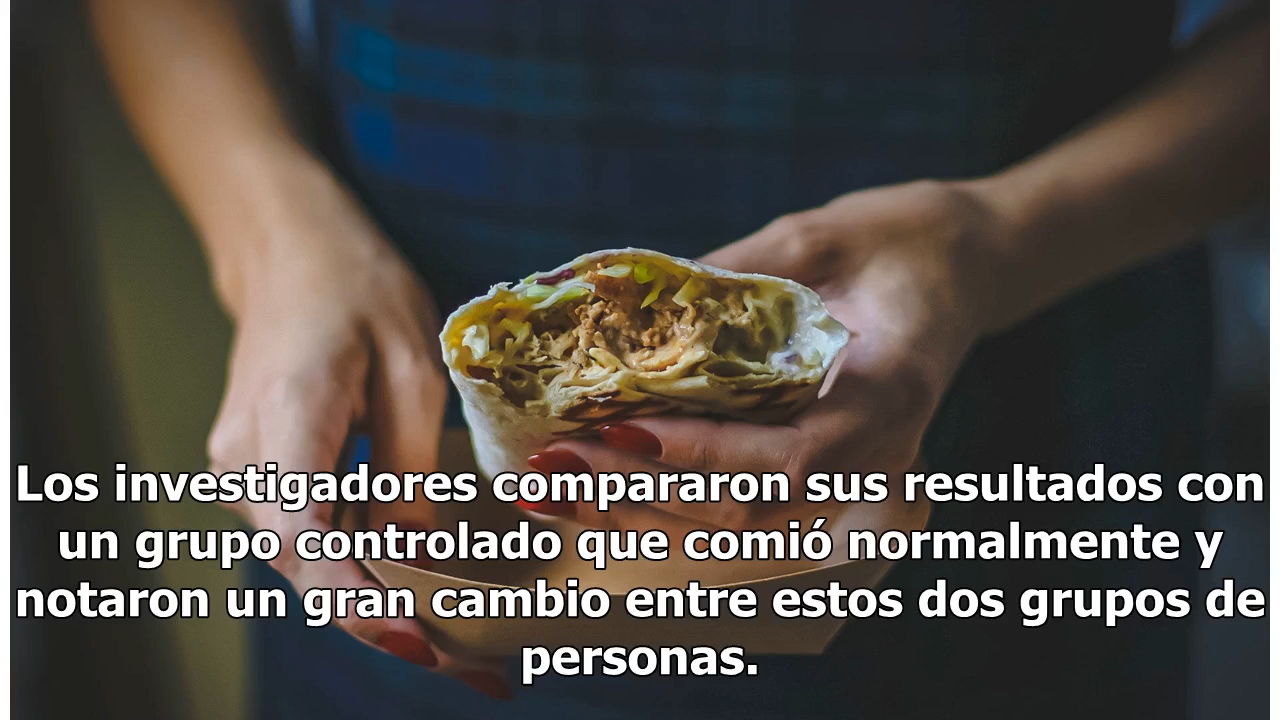 Los investigadores compararon sus resultados con
un grupo controlado que comió normalmente y
notaron un gran cambio entre estos dos grupos de
personas.